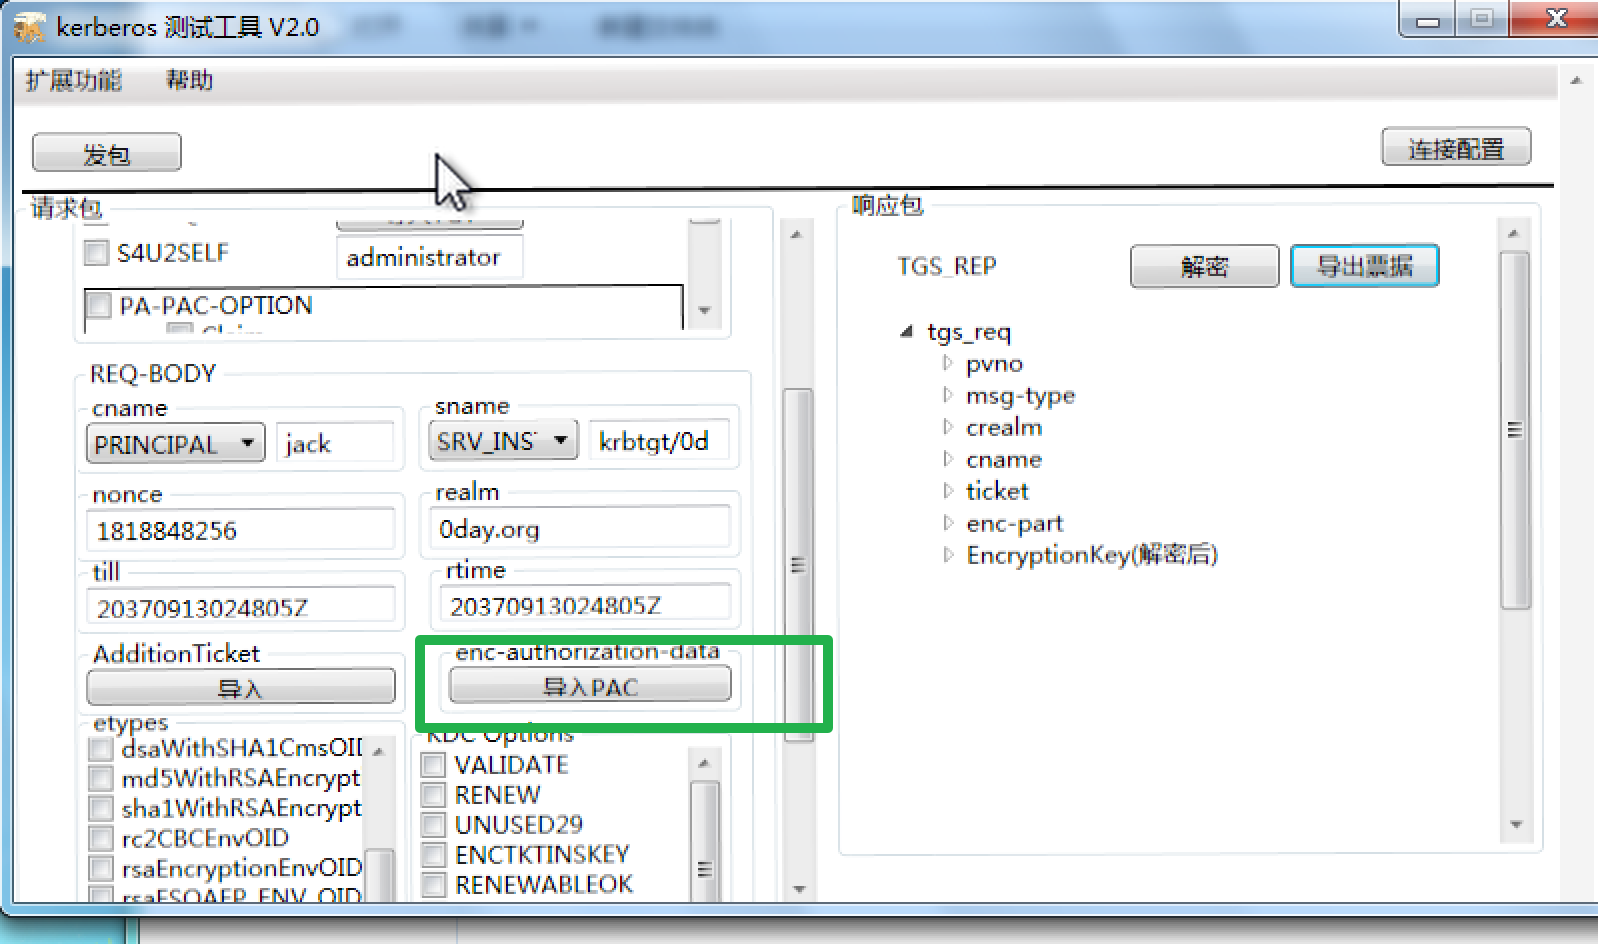 kerberos 测试工具 V2.0
扩展功能 帮助
发包
连接配置
请求包
S4U2SELF
administrator
PA-PAC-OPTION
Claim
REQ-BODY
cname
PRINCIPAL
jack
sname
SRV_INS
krbtgt/0d
nonce
1818848256
realm
0day.org
till
20370913024805Z
rtime
20370913024805Z
AdditionTicket
导入
enc-authorization-data
导入PAC
etypes
dsaWithSHA1CmsOID
md5WithRSAEncrypt
sha1WithRSAEncrypt
rc2CBCEnvOID
rsaEncryptionEnvOID
rsaESOAEP_ENV_OID
KDC Options
VALIDATE
RENEW
UNUSED29
ENCTKTINSKEY
RENEWABLEOK
响应包
TGS_REP
解密
导出票据
tgs_req
pvno
msg-type
crealm
cname
ticket
enc-part
EncryptionKey(解密后)